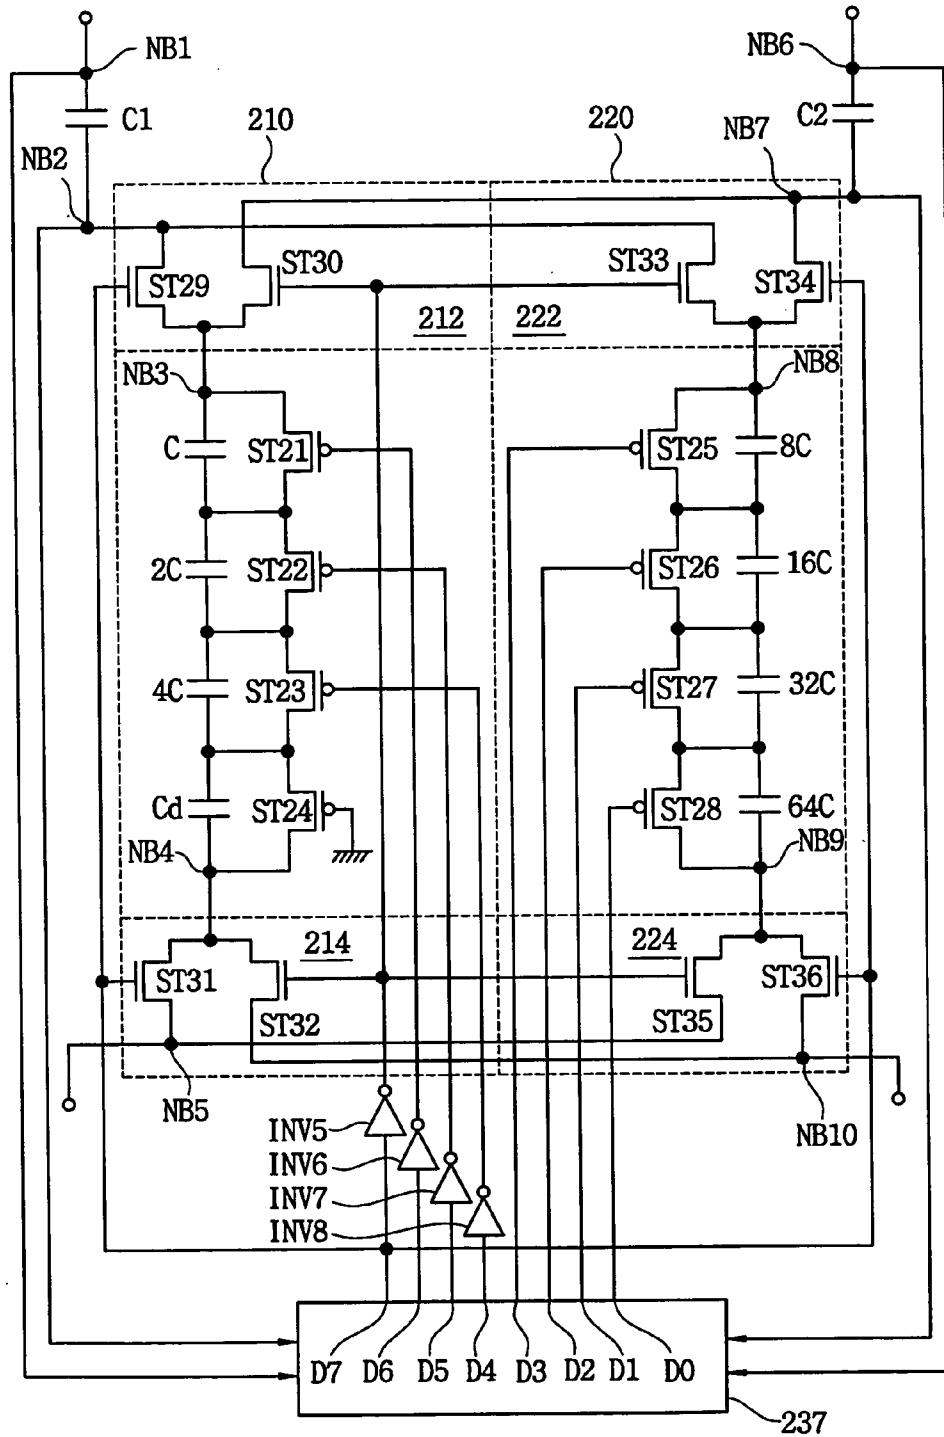 NB1
NB6
C1
C2
210
220
NB7
NB2
ST29
ST30
ST33
ST34
212
222
NB3
NB8
C
ST21
ST25
8C
2C
ST22
ST26
16C
4C
ST23
ST27
32C
Cd
ST24
ST28
64C
NB4
NB9
214
224
ST31
ST32
ST35
ST36
NB5
NB10
INV5
INV6
INV7
INV8
D7 D6 D5 D4 D3 D2 D1 D0
237